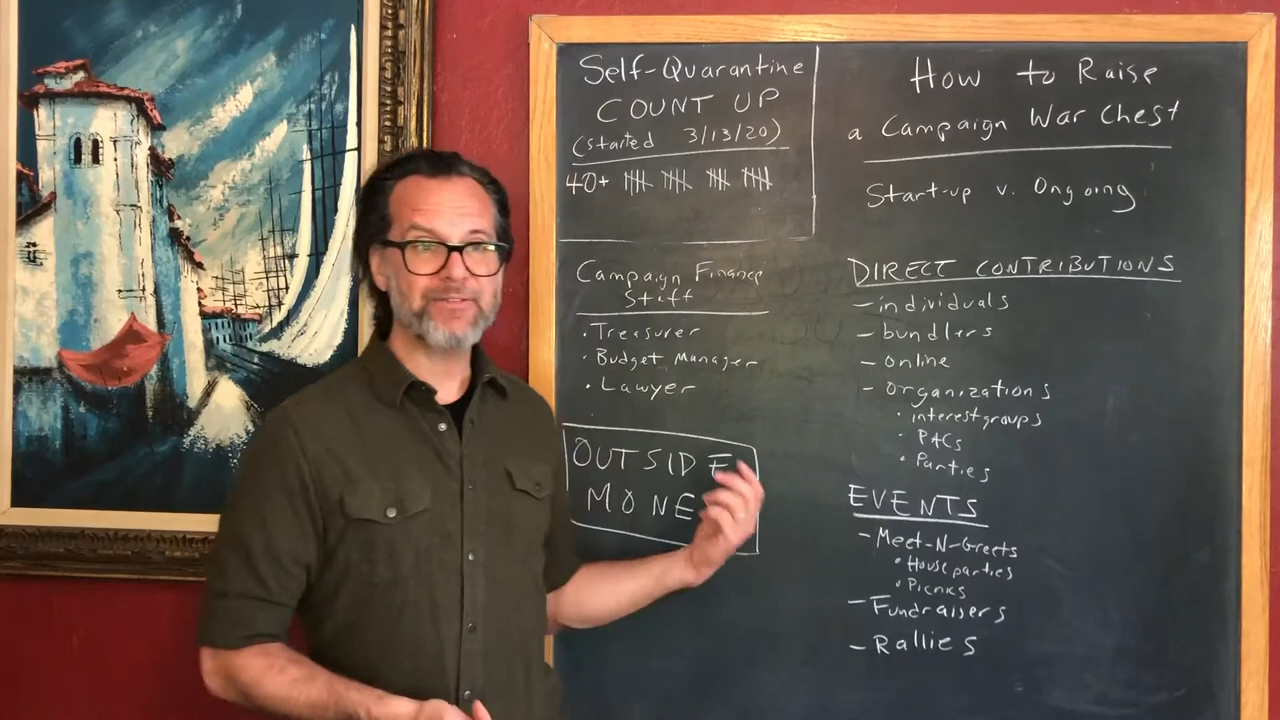 Self-Quarantine
COUNT UP
(started 3/13/20)
40+
Campaign Finance
Staff
· Treasurer
· Budget Manager
· Lawyer
OUTSIDE
MONE
How to Raise
a Campaign War Chest
Start-up v. Ongoing
DIRECT CONTRIBUTIONS
- individuals
- bundlers
- online
- organizations
· interest groups
· PACs
· Parties
EVENTS
- Meet-N-Greets
· House parties
· Picnics
- Fundraisers
- Rallies